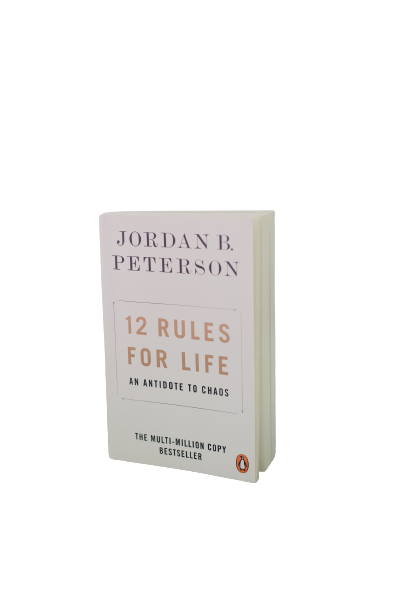 JORDAN B.
PETERSON
12 RULES
FOR LIFE
AN ANTIDOTE TO CHAOS
THE MULTI-MILLION COPY
BESTSELLER